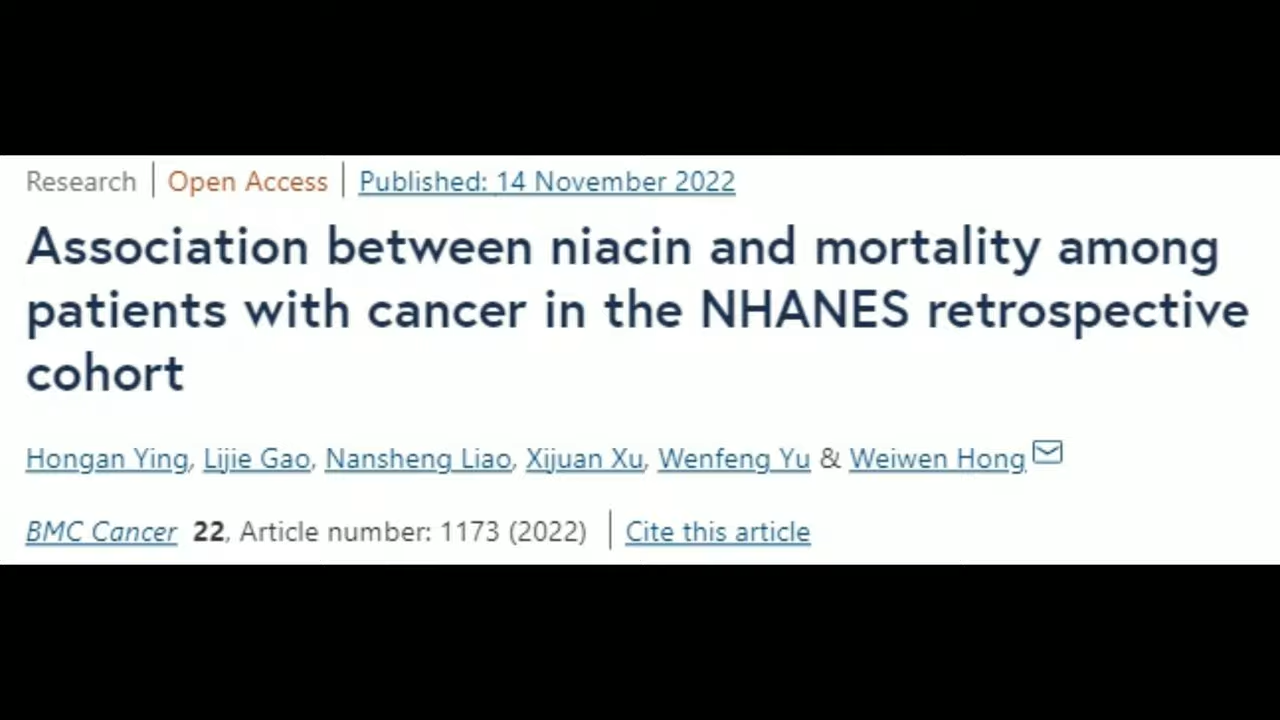 Research | Open Access | Published: 14 November 2022
Association between niacin and mortality among
patients with cancer in the NHANES retrospective
cohort
Hongan Ying, Lijie Gao, Nansheng Liao, Xijuan Xu, Wenfeng Yu & Weiwen Hong
BMC Cancer 22, Article number: 1173 (2022) | Cite this article